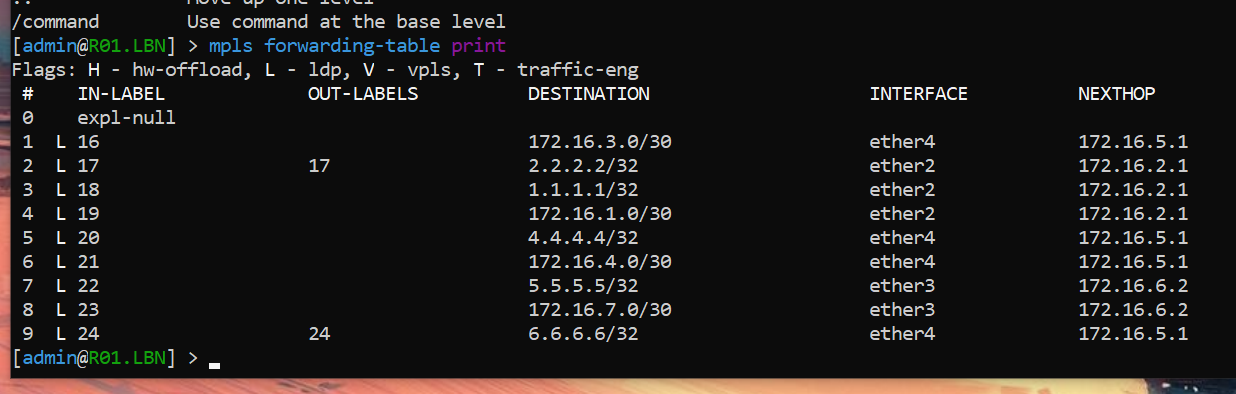 ..          Move up one level
/command        Use command at the base level
[admin@R01.LBN] > mpls forwarding-table print
Flags: H - hw-offload, L - ldp, V - vpls, T - traffic-eng
#    IN-LABEL    OUT-LABELS    DESTINATION    INTERFACE    NEXTHOP
0    expl-null
1  L 16    172.16.3.0/30    ether4    172.16.5.1
2  L 17    17    2.2.2.2/32    ether2    172.16.2.1
3  L 18    1.1.1.1/32    ether2    172.16.2.1
4  L 19    172.16.1.0/30    ether2    172.16.2.1
5  L 20    4.4.4.4/32    ether4    172.16.5.1
6  L 21    172.16.4.0/30    ether4    172.16.5.1
7  L 22    5.5.5.5/32    ether3    172.16.6.2
8  L 23    172.16.7.0/30    ether3    172.16.6.2
9  L 24    24    6.6.6.6/32    ether4    172.16.5.1
[admin@R01.LBN] >